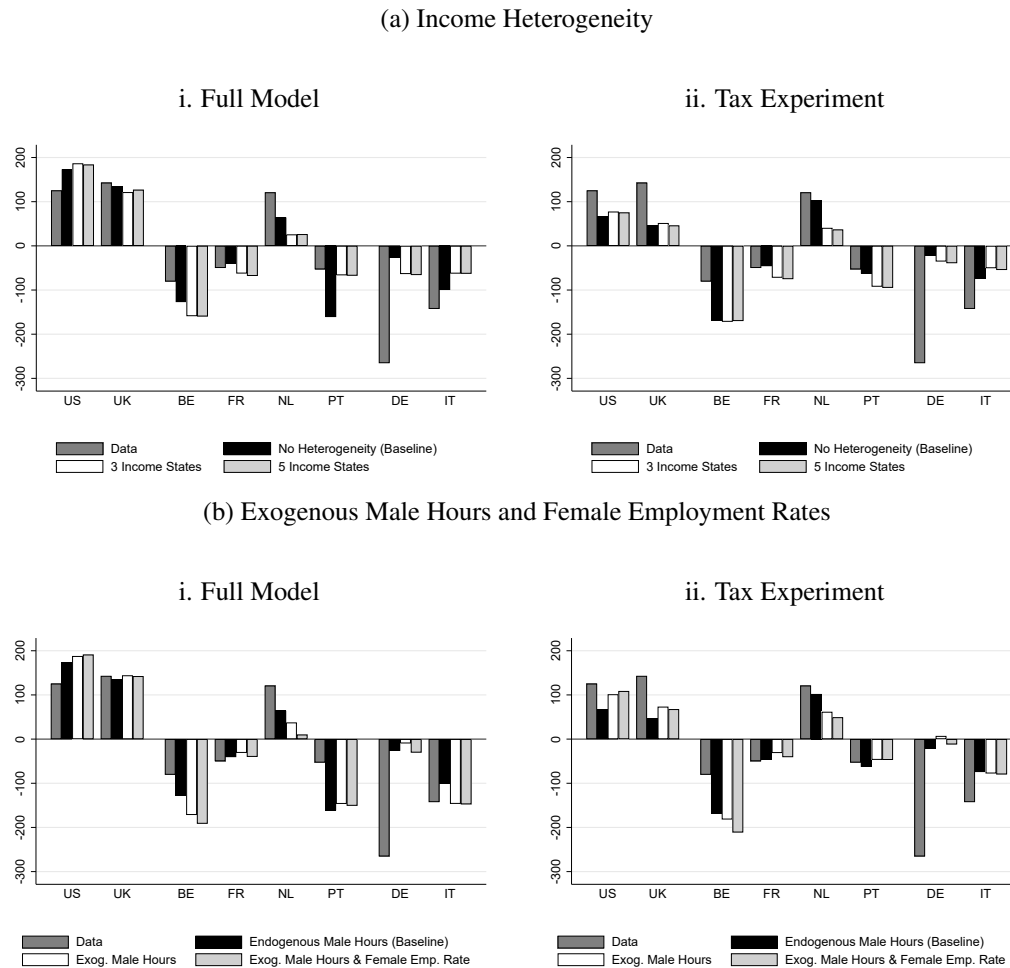 (a) Income Heterogeneity
i. Full Model
200
100
0
-100
-200
-300
US UK BE FR NL PT DE IT
Data No Heterogeneity (Baseline)
3 Income States 5 Income States
ii. Tax Experiment
200
100
0
-100
-200
-300
US UK BE FR NL PT DE IT
Data No Heterogeneity (Baseline)
3 Income States 5 Income States
(b) Exogenous Male Hours and Female Employment Rates
i. Full Model
200
100
0
-100
-200
-300
US UK BE FR NL PT DE IT
Data Endogenous Male Hours (Baseline)
Exog. Male Hours Exog. Male Hours & Female Emp. Rate
ii. Tax Experiment
200
100
0
-100
-200
-300
US UK BE FR NL PT DE IT
Data Endogenous Male Hours (Baseline)
Exog. Male Hours Exog. Male Hours & Female Emp. Rate